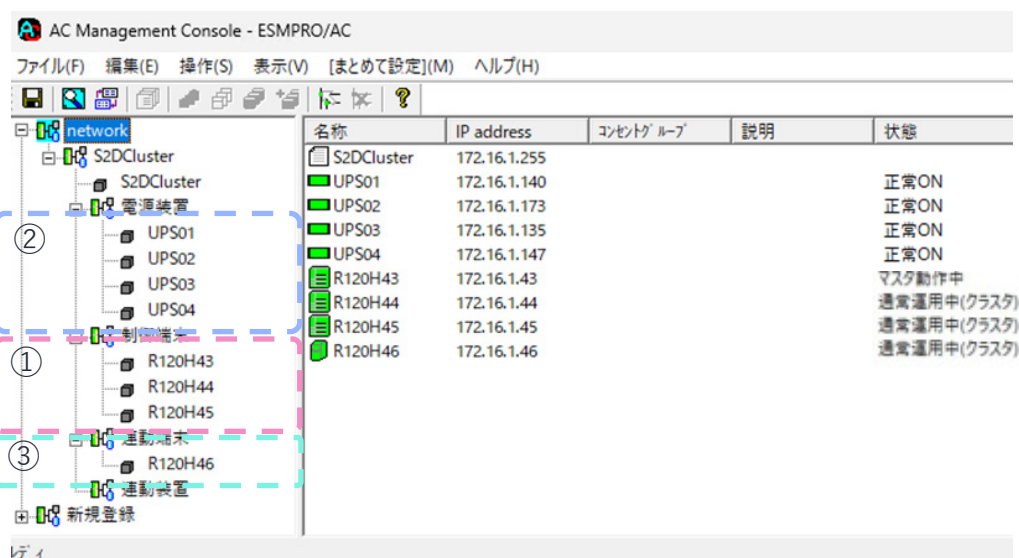 AC Management Console - ESMPRO/AC
ファイル(F) 編集(E) 操作(S) 表示(V) [まとめて設定](M) ヘルプ(H)
network
S2DCluster
S2DCluster
電源装置
UPS01
UPS02
UPS03
UPS04
制御端末
R120H43
R120H44
R120H45
連動端末
R120H46
連動装置
新規登録
②
①
③
名称 IP address コンセントグループ 説明 状態
S2DCluster 172.16.1.255
UPS01 172.16.1.140 正常ON
UPS02 172.16.1.173 正常ON
UPS03 172.16.1.135 正常ON
UPS04 172.16.1.147 正常ON
R120H43 172.16.1.43 マスタ動作中
R120H44 172.16.1.44 通常運用中(クラスタ)
R120H45 172.16.1.45 通常運用中(クラスタ)
R120H46 172.16.1.46 通常運用中(クラスタ)